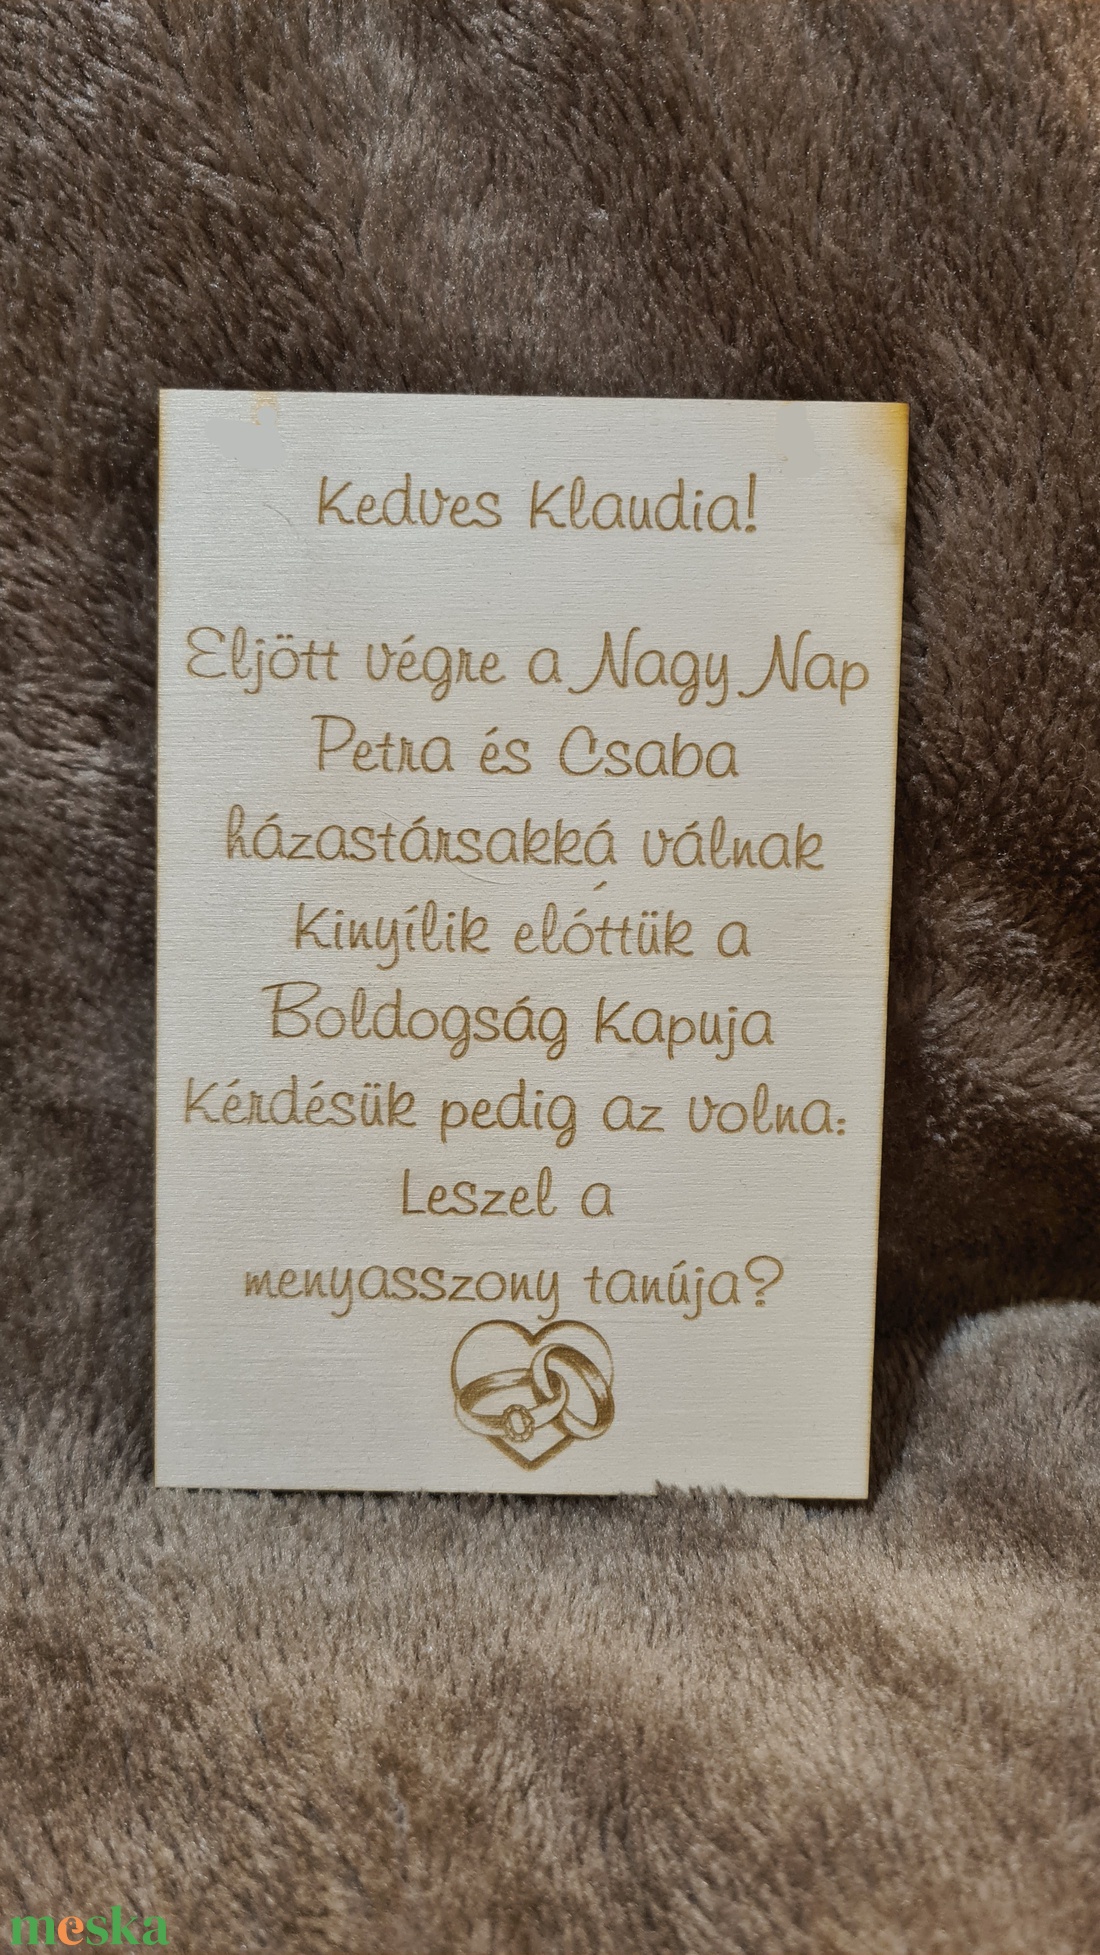 Kedves Klaudia!
Eljött végre a Nagy Nap
Petra és Csaba
házastársakká válnak
Kinyílik elóttük a
Boldogság Kapuja
Kérdésük pedig az volna:
Leszel a
menyasszony tanúja?
meska